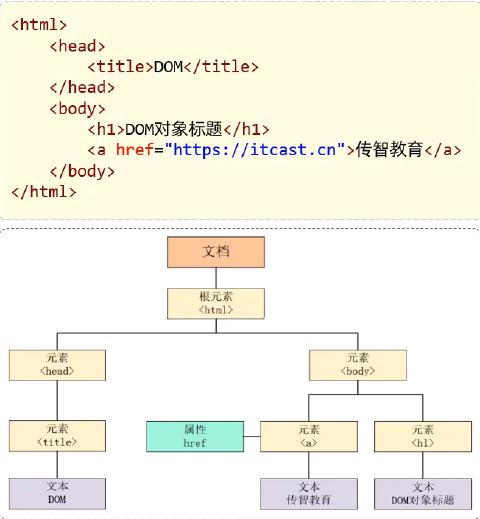 <html>
<head>
<title>DOM</title>
</head>
<body>
<h1>DOM对象标题</h1>
<a href="https://itcast.cn">传智教育</a>
</body>
</html>
文档
根元素
<html>
元素
<head>
元素
<body>
元素
<title>
属性
href
元素
<a>
元素
<h1>
文本
DOM
文本
传智教育
文本
DOM对象标题